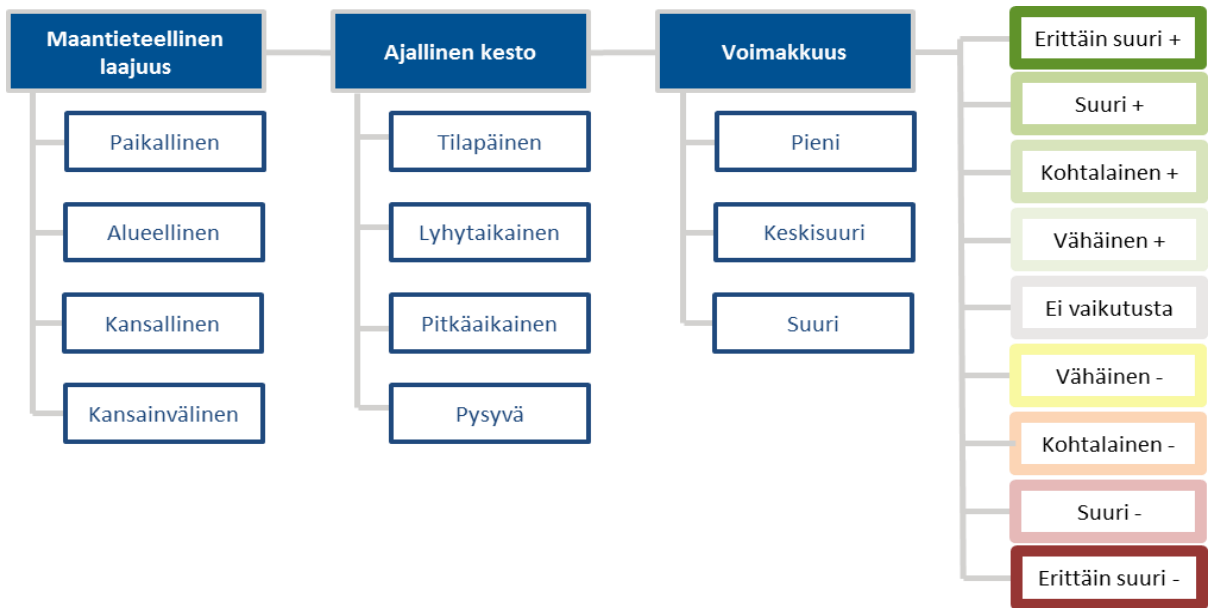 Maantieteellinen
laajuus
Paikallinen
Alueellinen
Kansallinen
Kansainvälinen
Ajallinen kesto
Tilapäinen
Lyhytaikainen
Pitkäaikainen
Pysyvä
Voimakkuus
Pieni
Keskisuuri
Suuri
Erittäin suuri +
Suuri +
Kohtalainen +
Vähäinen +
Ei vaikutusta
Vähäinen -
Kohtalainen -
Suuri -
Erittäin suuri -